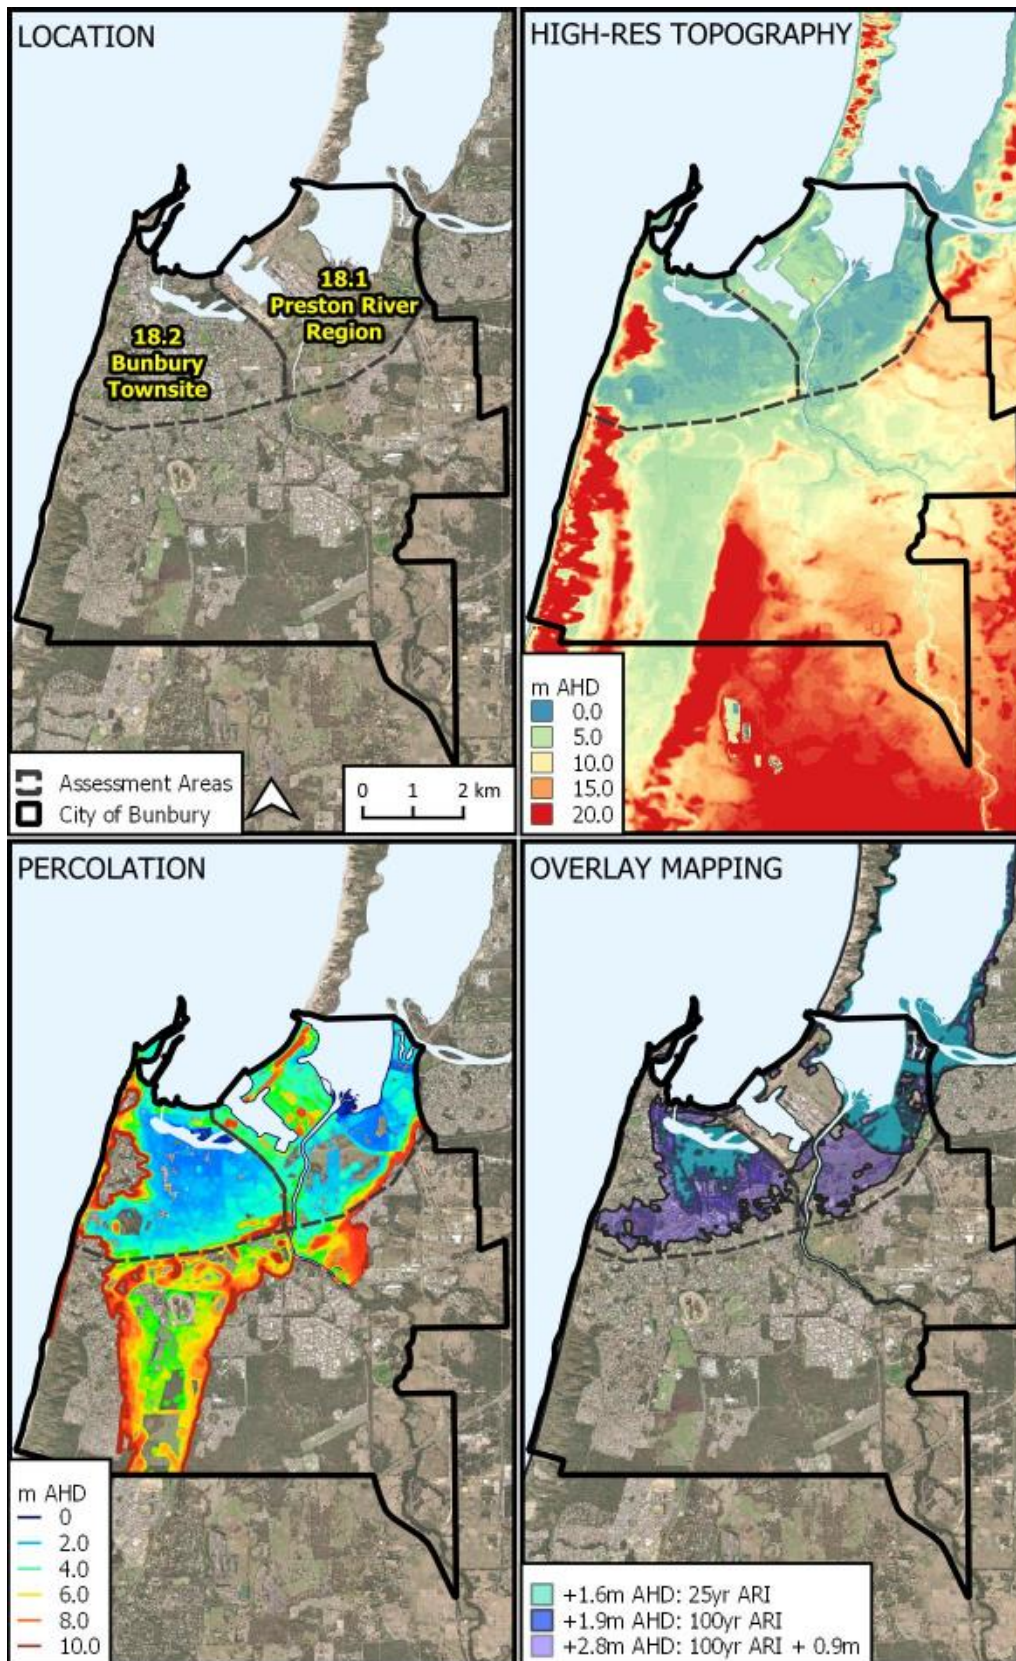 LOCATION
18.1
Preston River
Region
18.2
Bunbury
Townsite
Assessment Areas
City of Bunbury
0 1 2 km
HIGH-RES TOPOGRAPHY
m AHD
0.0
5.0
10.0
15.0
20.0
PERCOLATION
m AHD
0
2.0
4.0
6.0
8.0
10.0
OVERLAY MAPPING
+1.6m AHD: 25yr ARI
+1.9m AHD: 100yr ARI
+2.8m AHD: 100yr ARI + 0.9m